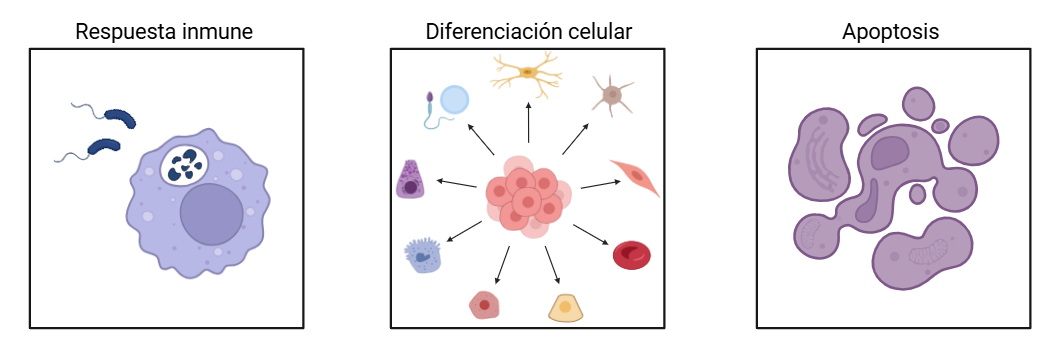 Respuesta inmune
Diferenciación celular
Apoptosis